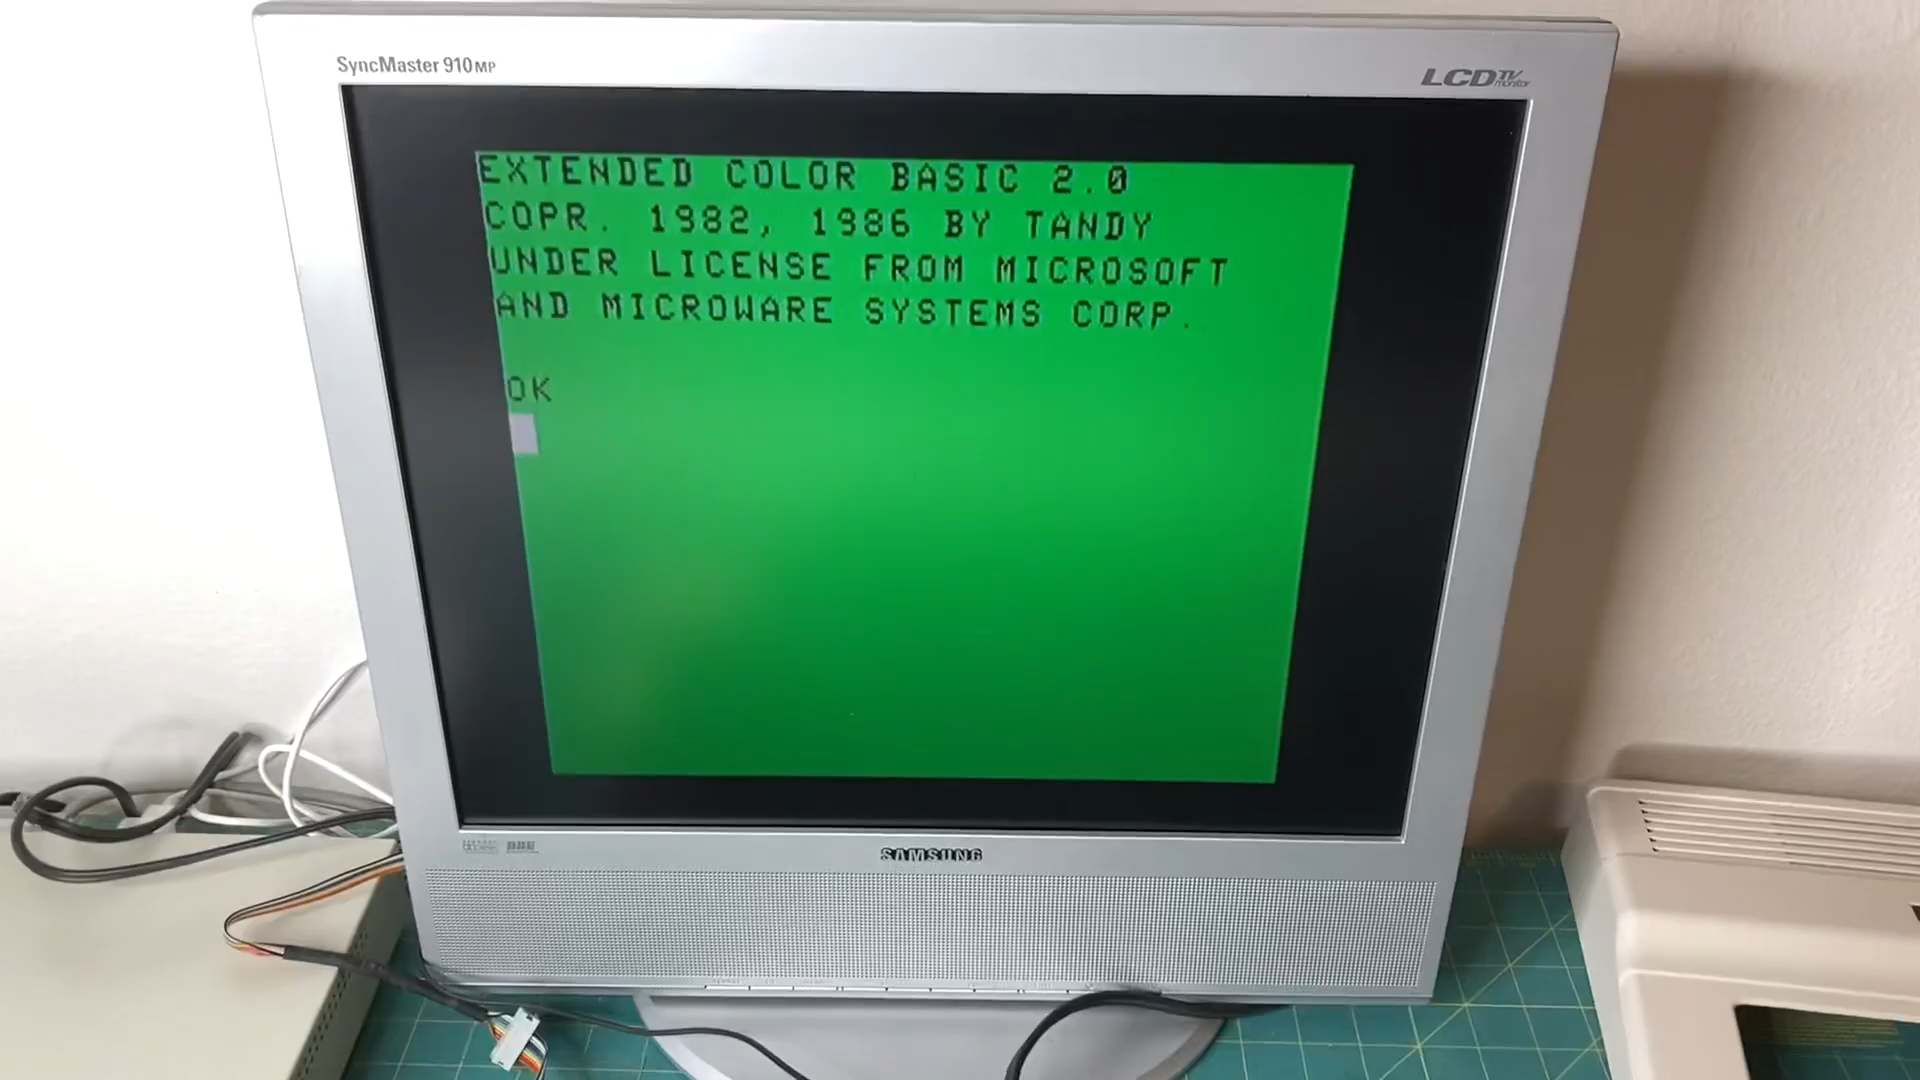 SyncMaster 910MP
LCD TV monitor
EXTENDED COLOR BASIC 2.0
COPR. 1982, 1986 BY TANDY
UNDER LICENSE FROM MICROSOFT
AND MICROWARE SYSTEMS CORP.
OK
SAMSUNG